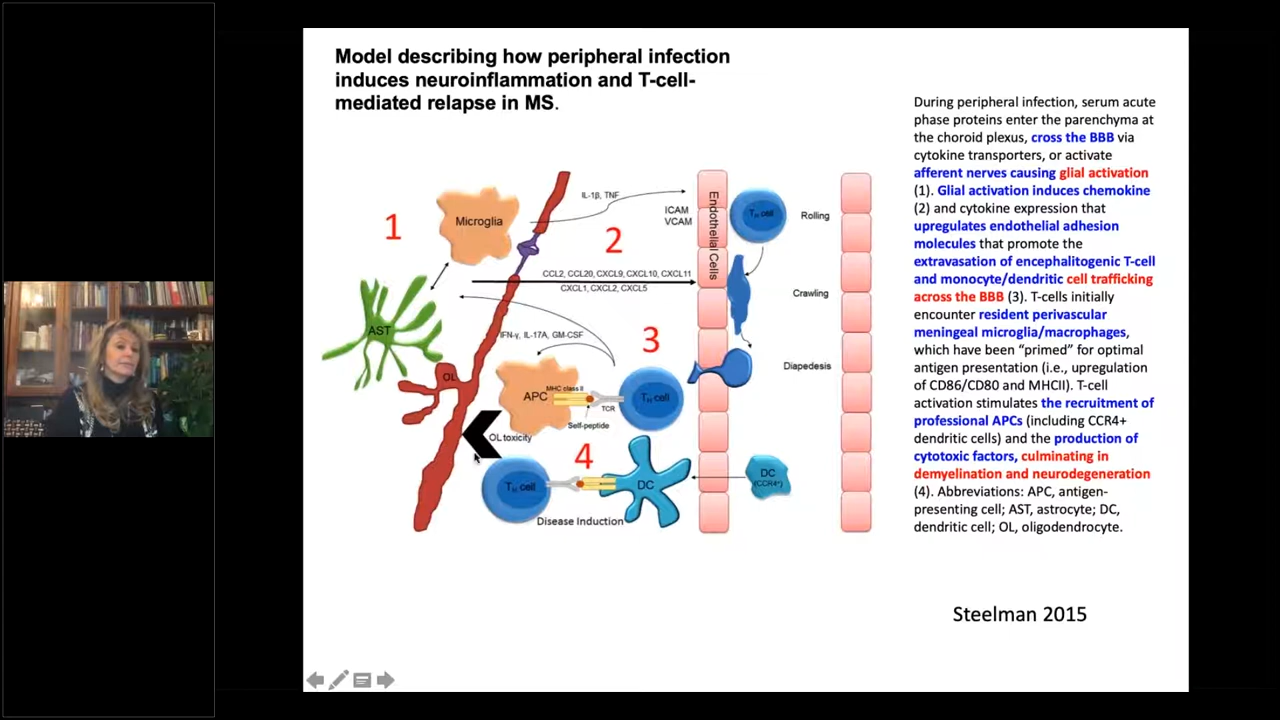 Model describing how peripheral infection
induces neuroinflammation and T-cell-
mediated relapse in MS.
During peripheral infection, serum acute
phase proteins enter the parenchyma at
the choroid plexus, cross the BBB via
cytokine transporters, or activate
afferent nerves causing glial activation
(1). Glial activation induces chemokine
(2) and cytokine expression that
upregulates endothelial adhesion
molecules that promote the
extravasation of encephalitogenic T-cell
and monocyte/dendritic cell trafficking
across the BBB (3). T-cells initially
encounter resident perivascular
meningeal microglia/macrophages,
which have been “primed” for optimal
antigen presentation (i.e., upregulation
of CD86/CD80 and MHCII). T-cell
activation stimulates the recruitment of
professional APCs (including CCR4+
dendritic cells) and the production of
cytotoxic factors, culminating in
demyelination and neurodegeneration
(4). Abbreviations: APC, antigen-
presenting cell; AST, astrocyte; DC,
dendritic cell; OL, oligodendrocyte.
1
Microglia
IL-1β, TNF
2
ICAM
VCAM
Endothelial Cells
TH cell
Rolling
CCL2, CCL20, CXCL9, CXCL10, CXCL11
CXCL1, CXCL2, CXCL5
Crawling
AST
IFN-γ, IL-17A, GM-CSF
3
Diapedesis
OL
APC
MHC class II
TCR
TH cell
Self-peptide
OL toxicity
4
TH cell
DC
DC
(CCR4+)
Disease Induction
Steelman 2015